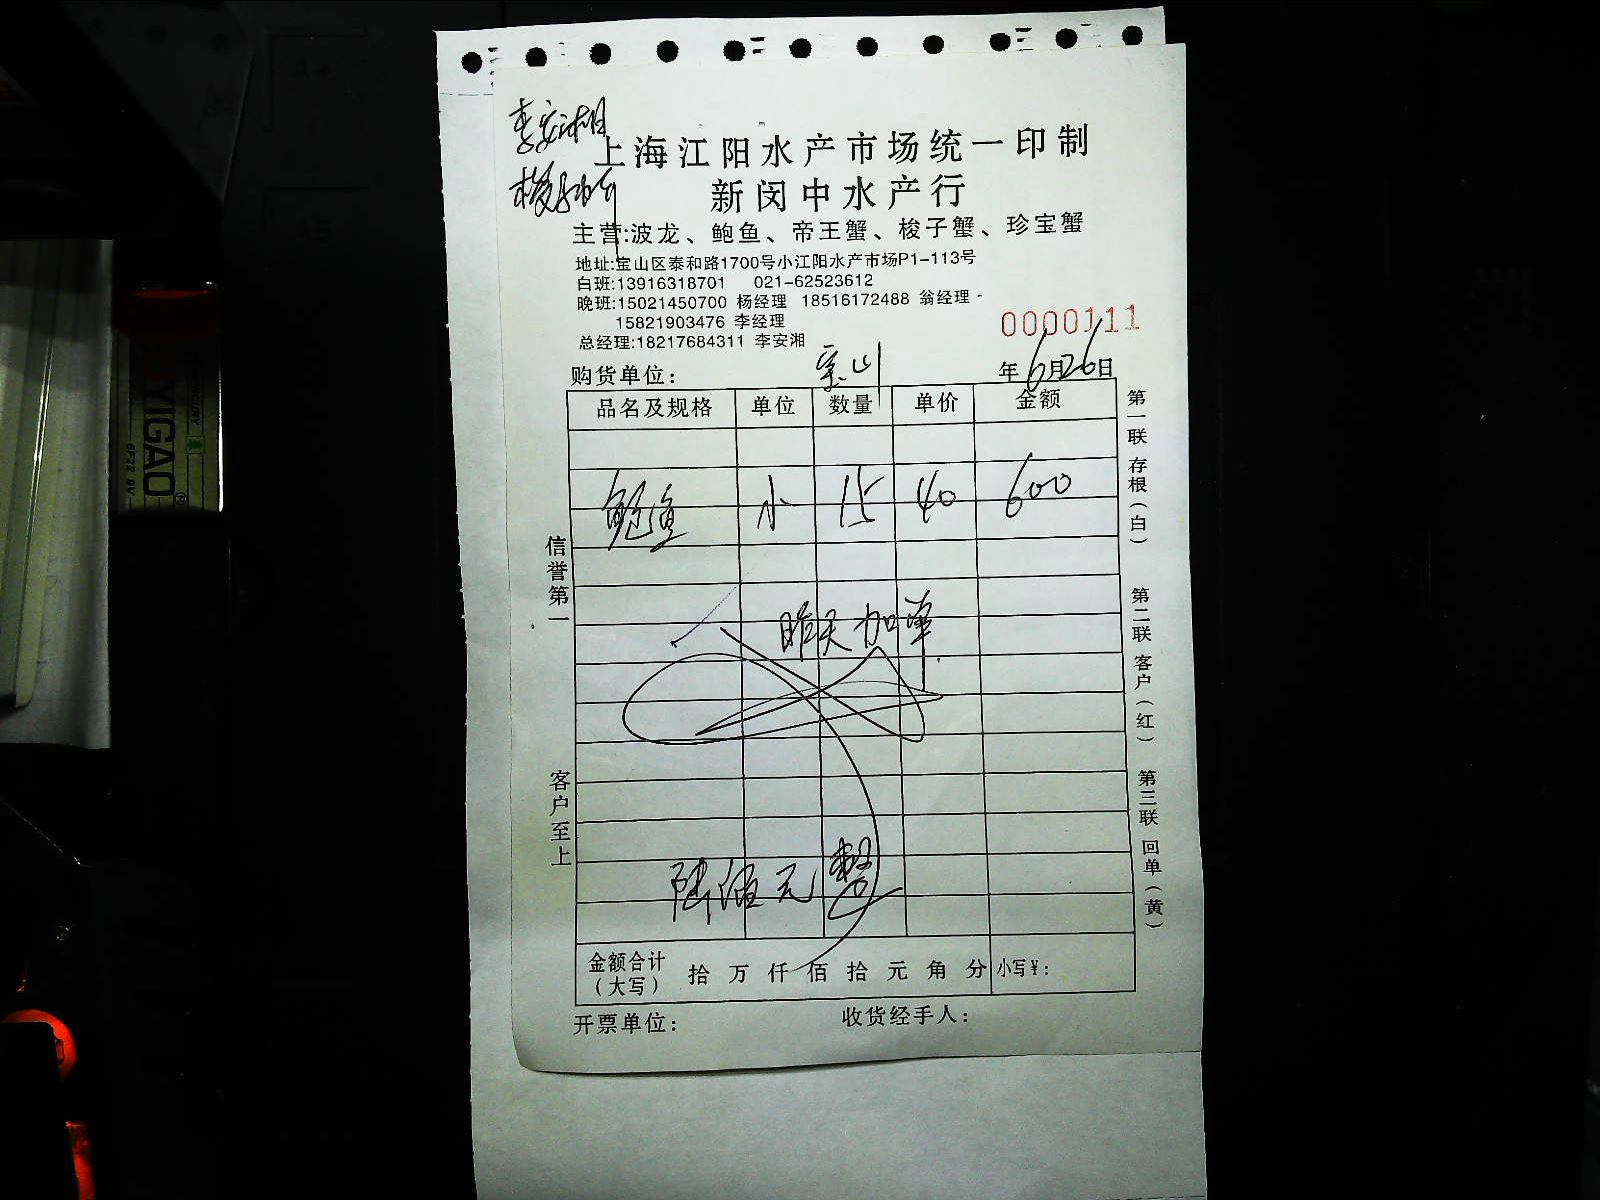 李安湘
上海江阳水产市场统一印制
新闵中水产行
主营:波龙、鲍鱼、帝王蟹、梭子蟹、珍宝蟹
地址:宝山区泰和路1700号小江阳水产市场P1-113号
白班:13916318701 021-62523612
晚班:15021450700 杨经理 18516172488 翁经理
15821903476 李经理
总经理:18217684311 李安湘
0000111
购货单位: 宝山 年6月26日
品名及规格 单位 数量 单价 金额
鲍鱼 小 15 40 600
昨天加单
陆佰元整
金额合计(大写) 拾万仟佰拾元角分 小写¥:
开票单位: 收货经手人:
信誉第一
客户至上
第一联 存根(白)
第二联 客户(红)
第三联 回单(黄)
YIGAO
6F22 9V